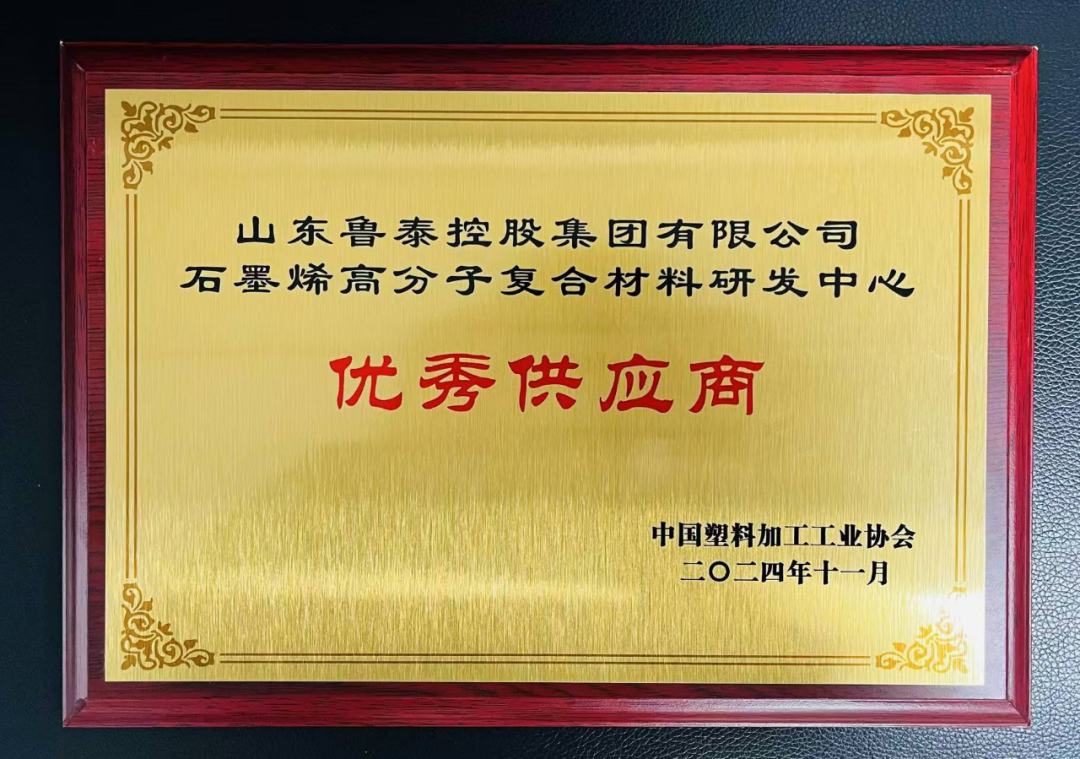 山东鲁泰控股集团有限公司
石墨烯高分子复合材料研发中心
优秀供应商
中国塑料加工工业协会
二〇二四年十一月